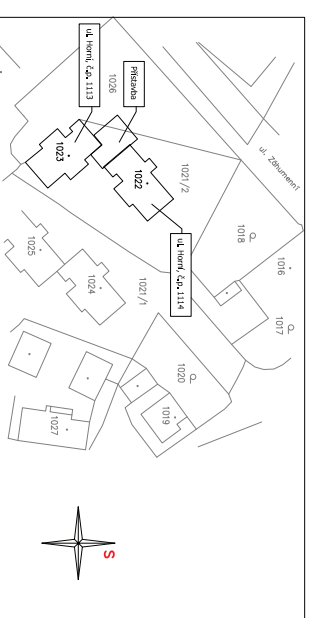 ul. Horní, č.p. 1113
Přístavba
ul. Horní, č.p. 1114
ul. Záhumenní
1026
1023
1022
1021/2
1018
1016
1017
1025
1024
1021/1
1020
1019
1027
S